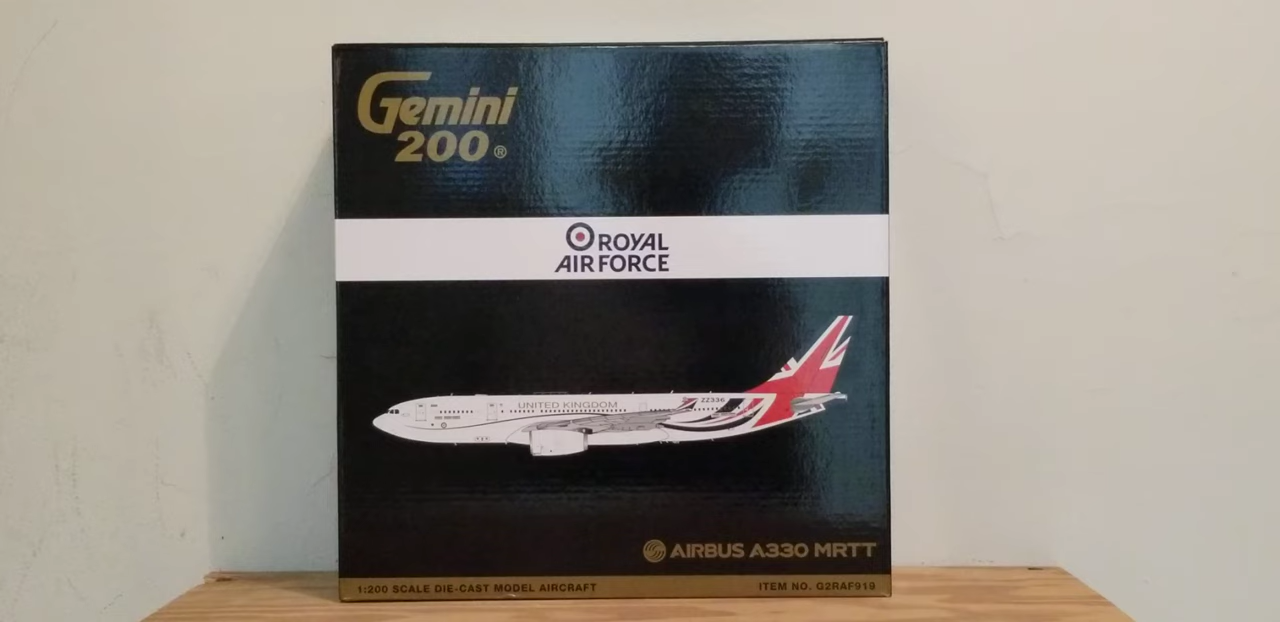 Gemini
200®
ROYAL
AIR FORCE
UNITED KINGDOM
ZZ336
AIRBUS A330 MRTT
1:200 SCALE DIE-CAST MODEL AIRCRAFT
ITEM NO. G2RAF919